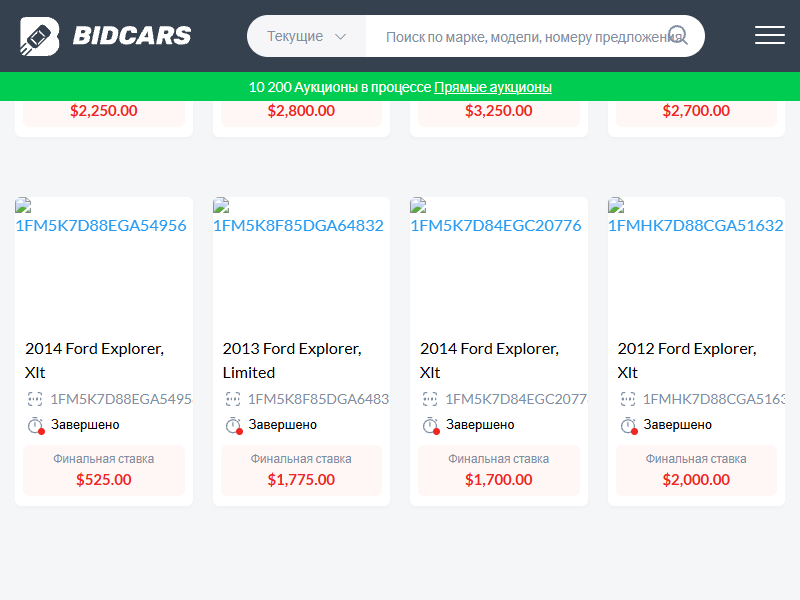 BIDCARS
Текущие
Поиск по марке, модели, номеру предложения
10 200 Аукционы в процессе Прямые аукционы
$2,250.00 $2,800.00 $3,250.00 $2,700.00
1FM5K7D88EGA54956 1FM5K8F85DGA64832 1FM5K7D84EGC20776 1FMHK7D88CGA51632
2014 Ford Explorer, Xlt
1FM5K7D88EGA5495
Завершено
Финальная ставка
$525.00
2013 Ford Explorer, Limited
1FM5K8F85DGA6483
Завершено
Финальная ставка
$1,775.00
2014 Ford Explorer, Xlt
1FM5K7D84EGC2077
Завершено
Финальная ставка
$1,700.00
2012 Ford Explorer, Xlt
1FMHK7D88CGA5163
Завершено
Финальная ставка
$2,000.00